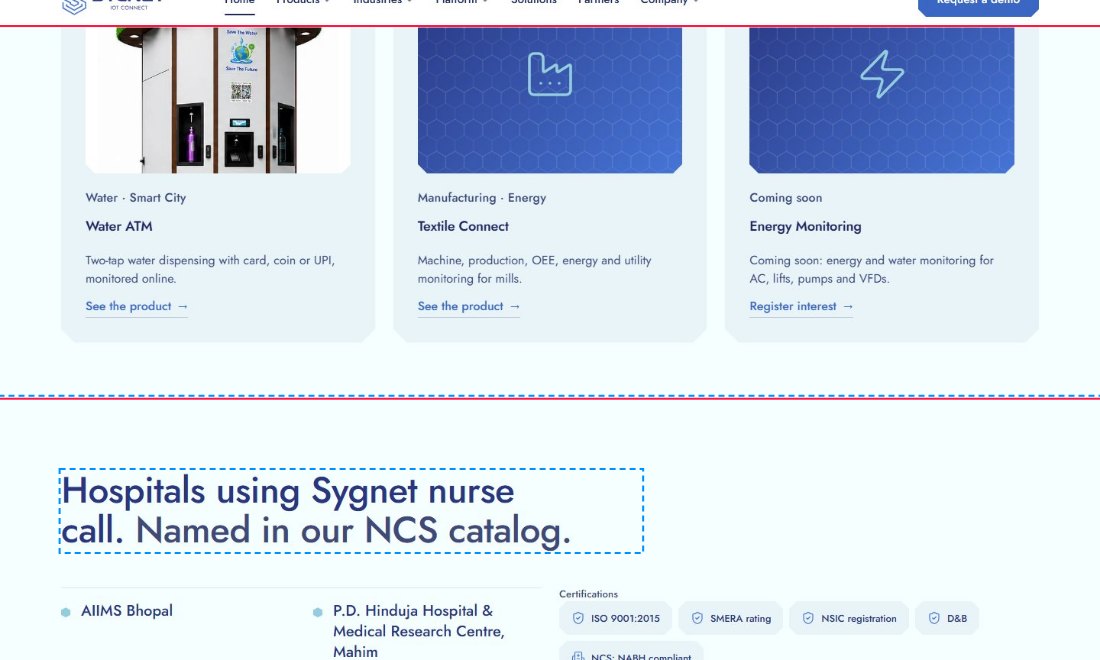 IOT CONNECT
Home Products Industries Platform Solutions Partners Company
Request a demo
Save The Water
Save The Future
Water · Smart City
Water ATM
Two-tap water dispensing with card, coin or UPI,
monitored online.
See the product →
Manufacturing · Energy
Textile Connect
Machine, production, OEE, energy and utility
monitoring for mills.
See the product →
Coming soon
Energy Monitoring
Coming soon: energy and water monitoring for
AC, lifts, pumps and VFDs.
Register interest →
Hospitals using Sygnet nurse
call. Named in our NCS catalog.
AIIMS Bhopal
P.D. Hinduja Hospital &
Medical Research Centre,
Mahim
Certifications
ISO 9001:2015
SMERA rating
NSIC registration
D&B
NCS: NABH compliant